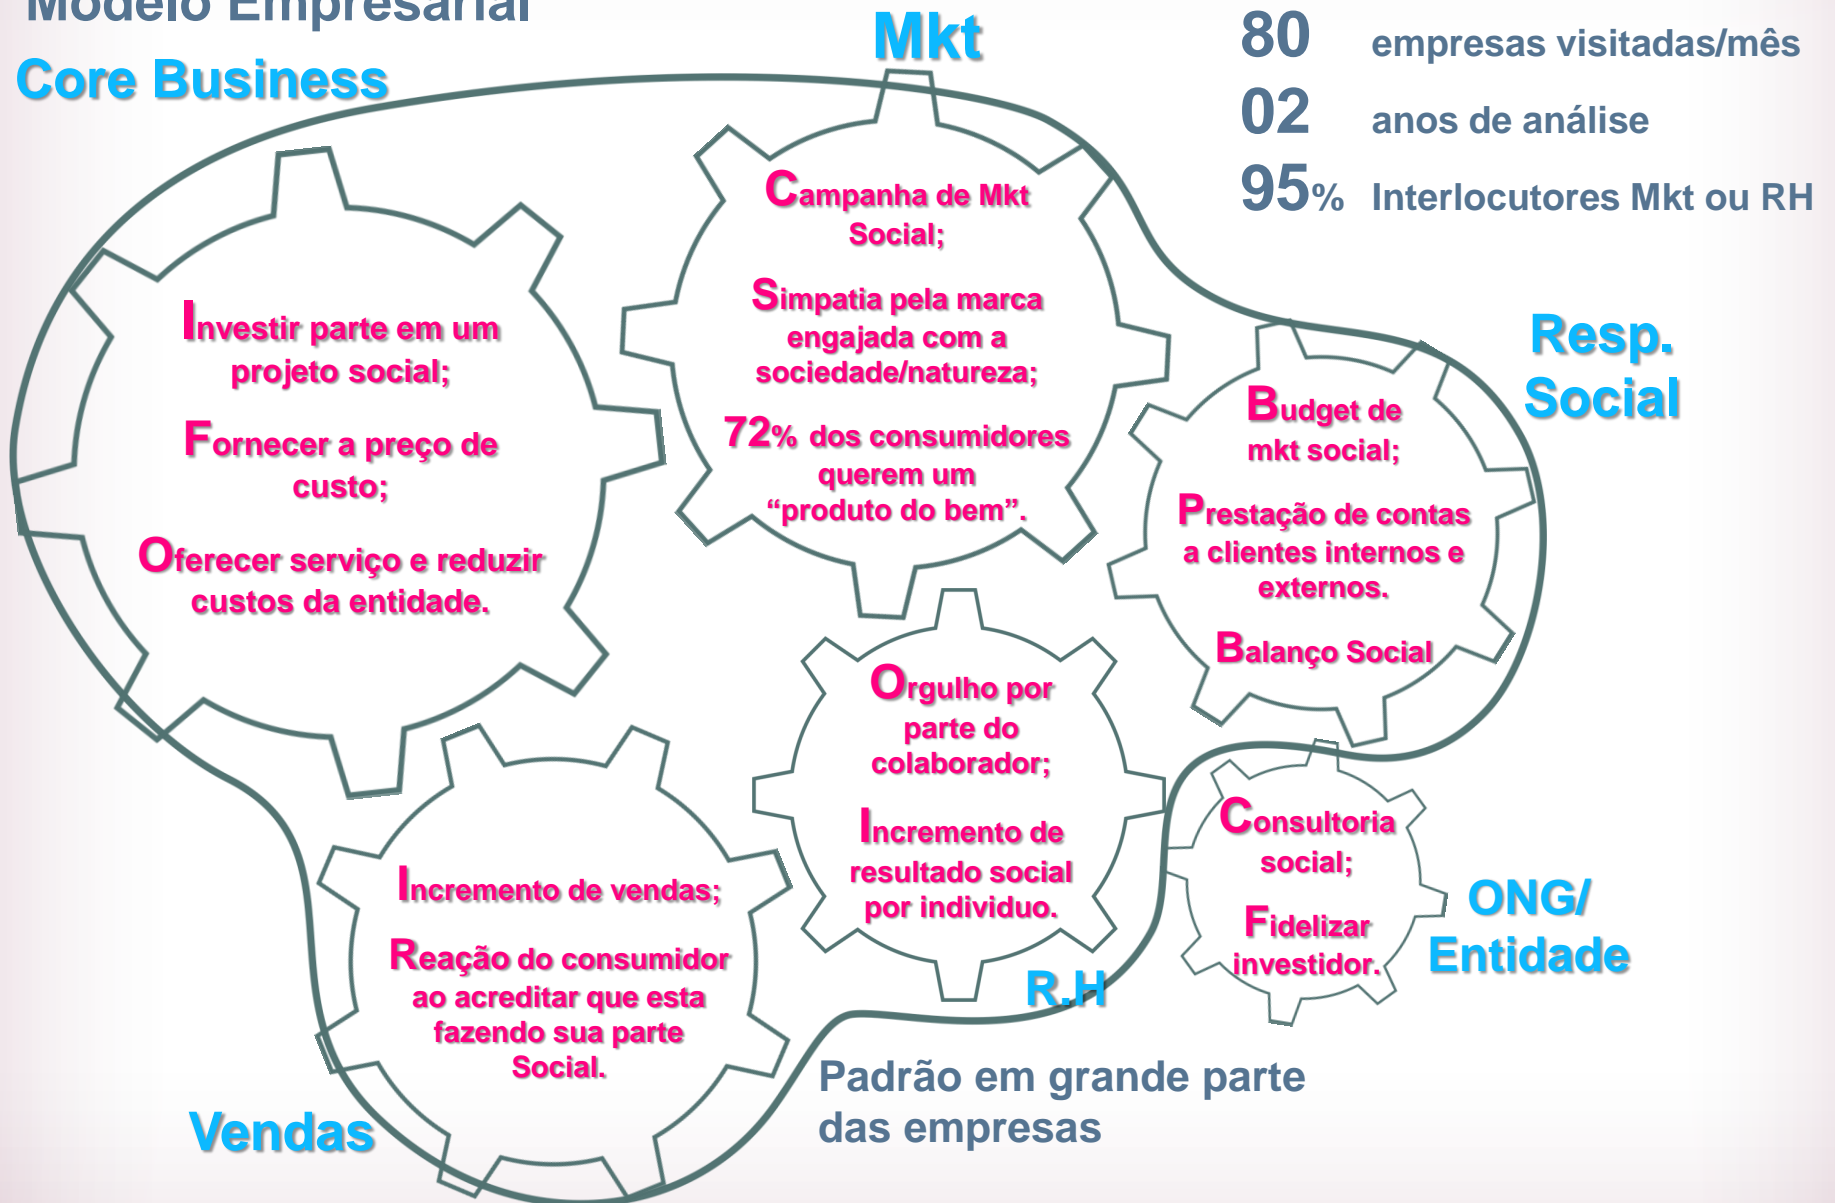 Modelo Empresarial
Core Business
Mkt
80 empresas visitadas/mês
02 anos de análise
95% Interlocutores Mkt ou RH
Investir parte em um
projeto social;
Fornecer a preço de
custo;
Oferecer serviço e reduzir
custos da entidade.
Campanha de Mkt
Social;
Simpatia pela marca
engajada com a
sociedade/natureza;
72% dos consumidores
querem um
“produto do bem”.
Resp.
Social
Budget de
mkt social;
Prestação de contas
a clientes internos e
externos.
Balanço Social
Orgulho por
parte do
colaborador;
Incremento de
resultado social
por individuo.
R.H
Consultoria
social;
Fidelizar
investidor.
ONG/
Entidade
Incremento de vendas;
Reação do consumidor
ao acreditar que esta
fazendo sua parte
Social.
Vendas
Padrão em grande parte
das empresas